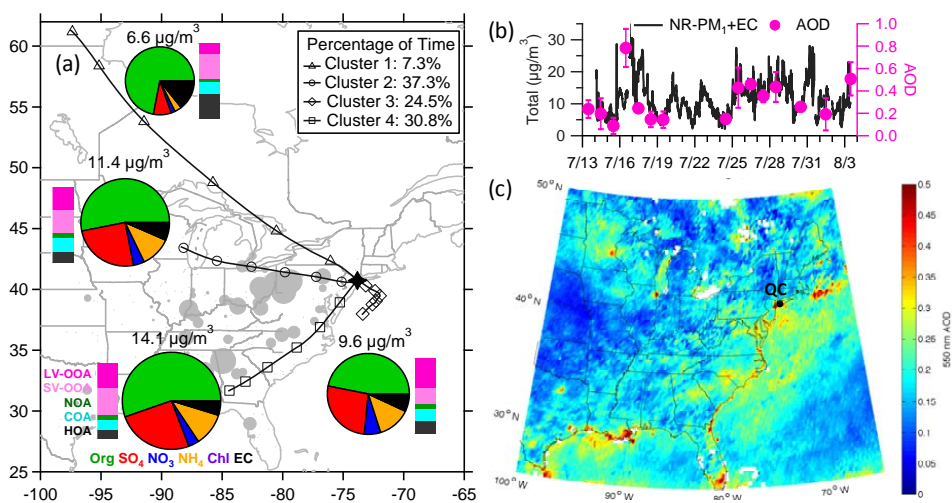 (a)
6.6 µg/m³
Percentage of Time
Cluster 1: 7.3%
Cluster 2: 37.3%
Cluster 3: 24.5%
Cluster 4: 30.8%
11.4 µg/m³
14.1 µg/m³
9.6 µg/m³
LV-OOA
SV-OOA
NOA
COA
HOA
Org SO₄ NO₃ NH₄ Chl EC
60
55
50
45
40
35
30
25
-100 -95 -90 -85 -80 -75 -70 -65
(b)
NR-PM₁+EC AOD
Total (µg/m³)
30
20
10
0
1.0
0.8
0.6
0.4
0.2
0.0
AOD
7/13 7/16 7/19 7/22 7/25 7/28 7/31 8/3
(c)
50°N
40°N
30°N
20°N
100°W 90°W 80°W 70°W
QC
0.5
0.45
0.4
0.35
0.3
0.25
0.2
0.15
0.1
0.05
0
550 nm AOD